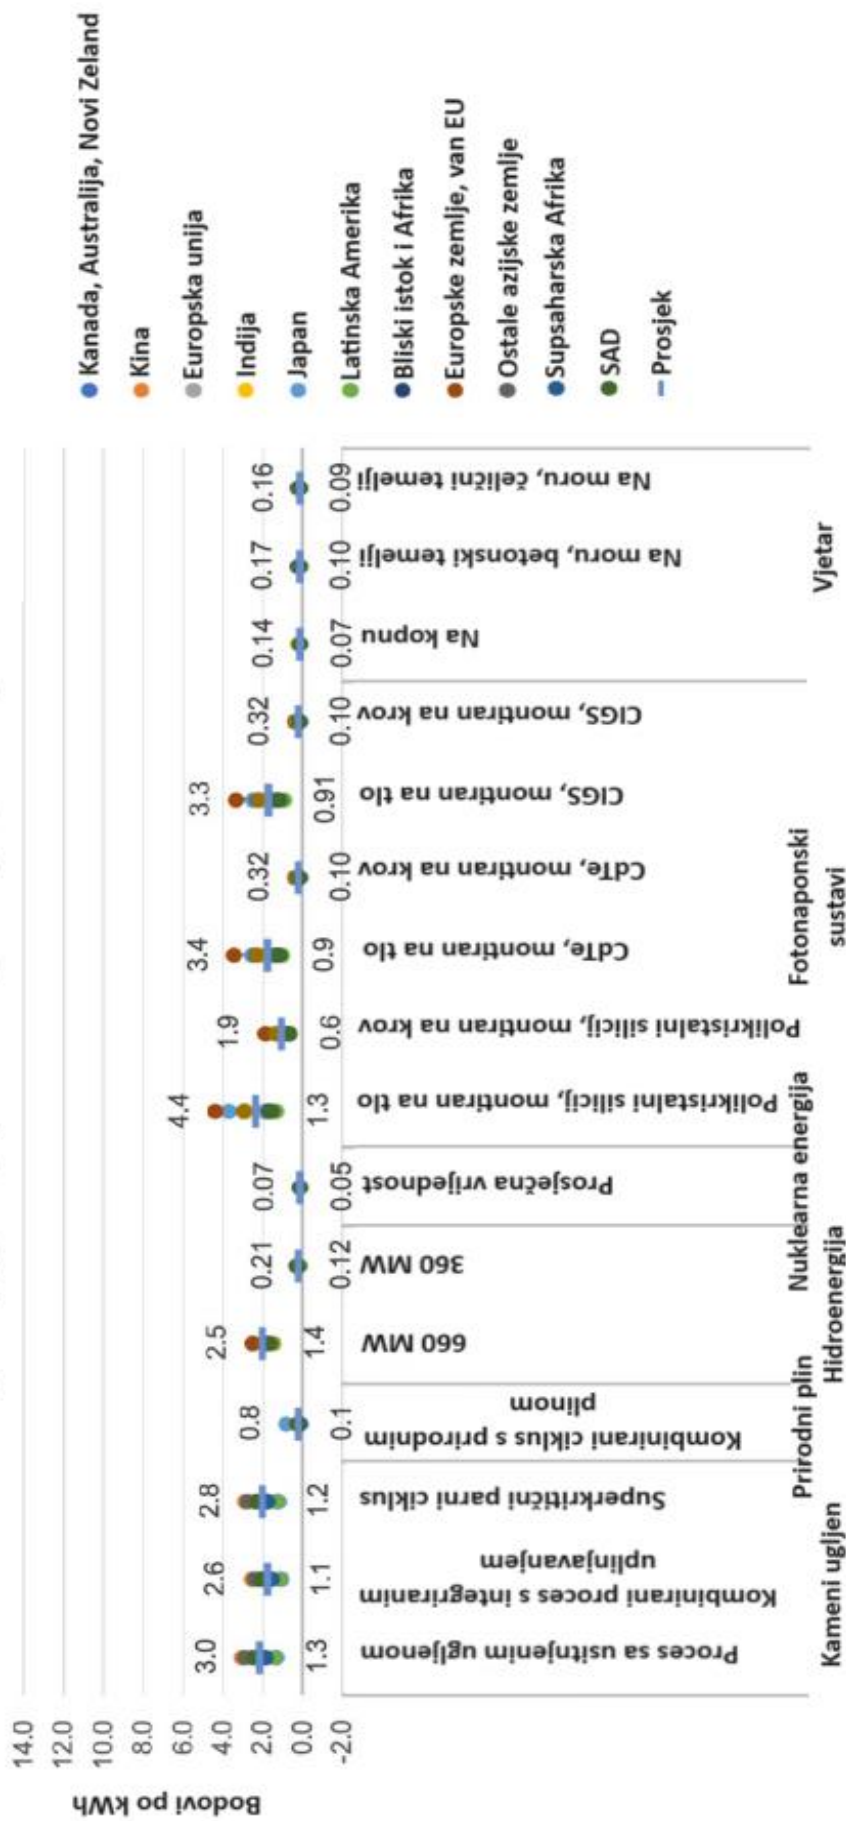 Bodovi po kWh
14.0
12.0
10.0
8.0
6.0
4.0
2.0
0.0
-2.0
3.0
2.6
2.8
0.8
2.5
0.21
0.07
4.4
1.9
3.4
0.32
3.3
0.32
0.14
0.17
0.16
1.3
1.1
1.2
0.1
1.4
0.12
0.05
1.3
0.6
0.9
0.10
0.91
0.10
0.07
0.10
0.09
Proces sa usitnjenim ugljenom
Kombinirani proces s integriranim
uplinjavanjem
Superkritični parni ciklus
Kombinirani ciklus s prirodnim
plinom
660 MW
360 MW
Prosječna vrijednost
Polikristalni silicij, montiran na tlo
Polikristalni silicij, montiran na krov
CdTe, montiran na tlo
CdTe, montiran na krov
CIGS, montiran na tlo
CIGS, montiran na krov
Na kopnu
Na moru, betonski temelji
Na moru, čelični temelji
Kameni ugljen
Prirodni plin
Hidroenergija
Nuklearna energija
Fotonaponski
sustavi
Vjetar
Kanada, Australija, Novi Zeland
Kina
Europska unija
Indija
Japan
Latinska Amerika
Bliski istok i Afrika
Europske zemlje, van EU
Ostale azijske zemlje
Supsaharska Afrika
SAD
Prosjek